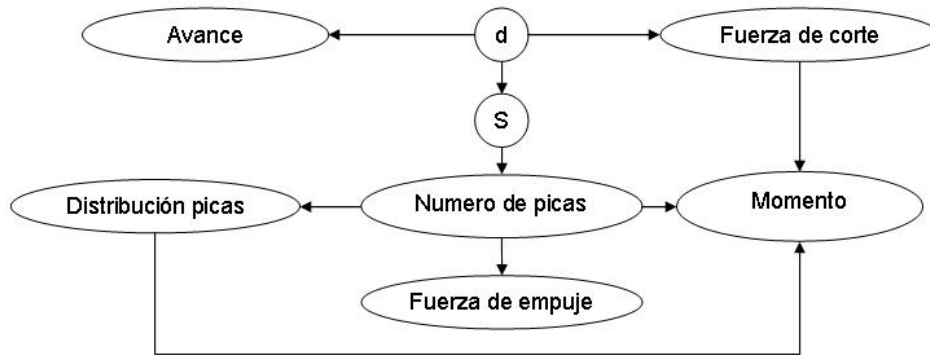 Avance
d
Fuerza de corte
S
Distribución picas
Numero de picas
Momento
Fuerza de empuje